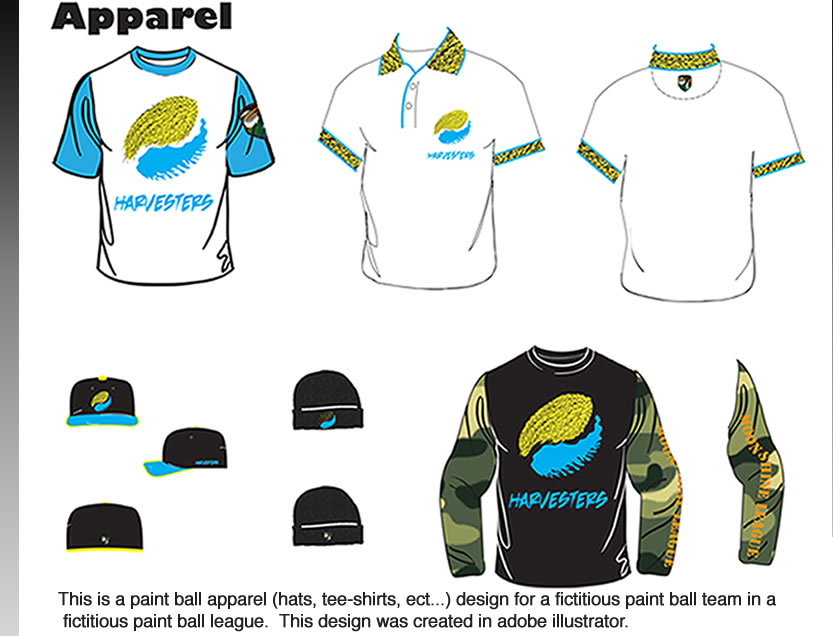 Apparel
HARVESTERS
HARVESTERS
HARVESTERS
HARVESTERS
MOONSHINE LEAGUE
This is a paint ball apparel (hats, tee-shirts, ect...) design for a fictitious paint ball team in a
fictitious paint ball league.  This design was created in adobe illustrator.